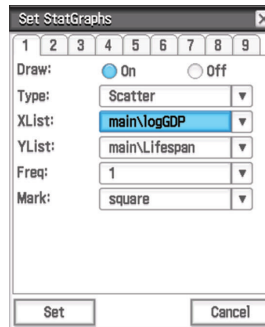 Set StatGraphs
1 2 3 4 5 6 7 8 9
Draw: On Off
Type: Scatter
XList: main\logGDP
YList: main\Lifespan
Freq: 1
Mark: square
Set Cancel